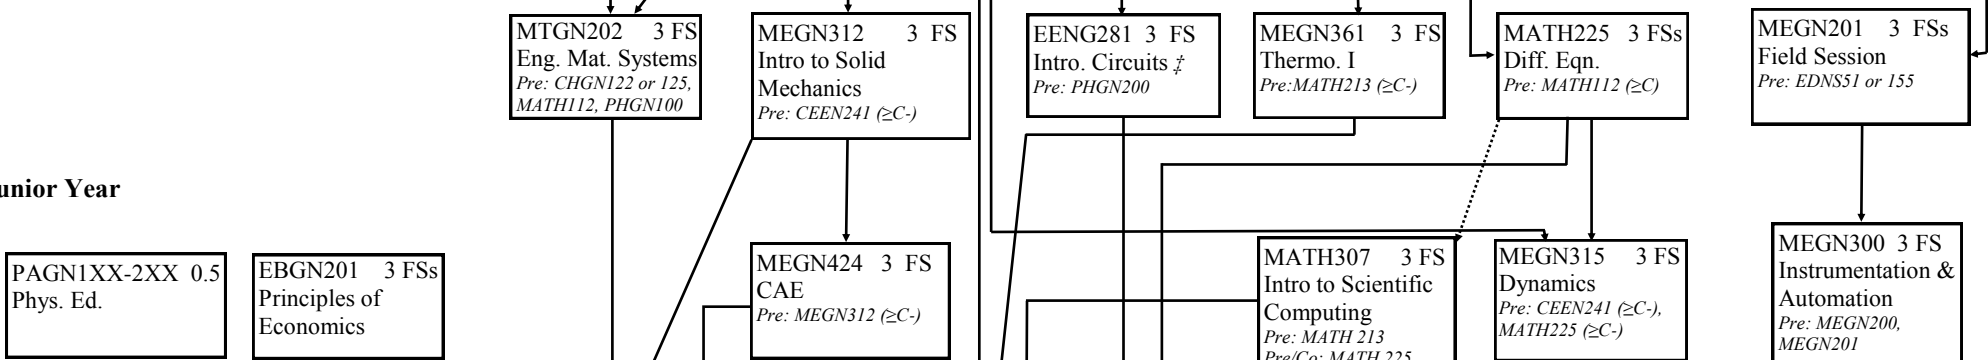 MTGN202 3 FS
Eng. Mat. Systems
Pre: CHGN122 or 125,
MATH112, PHGN100
MEGN312 3 FS
Intro to Solid
Mechanics
Pre: CEEN241 (≥C-)
EENG281 3 FS
Intro. Circuits ‡
Pre: PHGN200
MEGN361 3 FS
Thermo. I
Pre:MATH213 (≥C-)
MATH225 3 FSs
Diff. Eqn.
Pre: MATH112 (≥C)
MEGN201 3 FSs
Field Session
Pre: EDNS51 or 155
unior Year
PAGN1XX-2XX 0.5
Phys. Ed.
EBGN201 3 FSs
Principles of
Economics
MEGN424 3 FS
CAE
Pre: MEGN312 (≥C-)
MATH307 3 FS
Intro to Scientific
Computing
Pre: MATH 213
Pre/Co: MATH 225
MEGN315 3 FS
Dynamics
Pre: CEEN241 (≥C-),
MATH225 (≥C-)
MEGN300 3 FS
Instrumentation &
Automation
Pre: MEGN200,
MEGN201